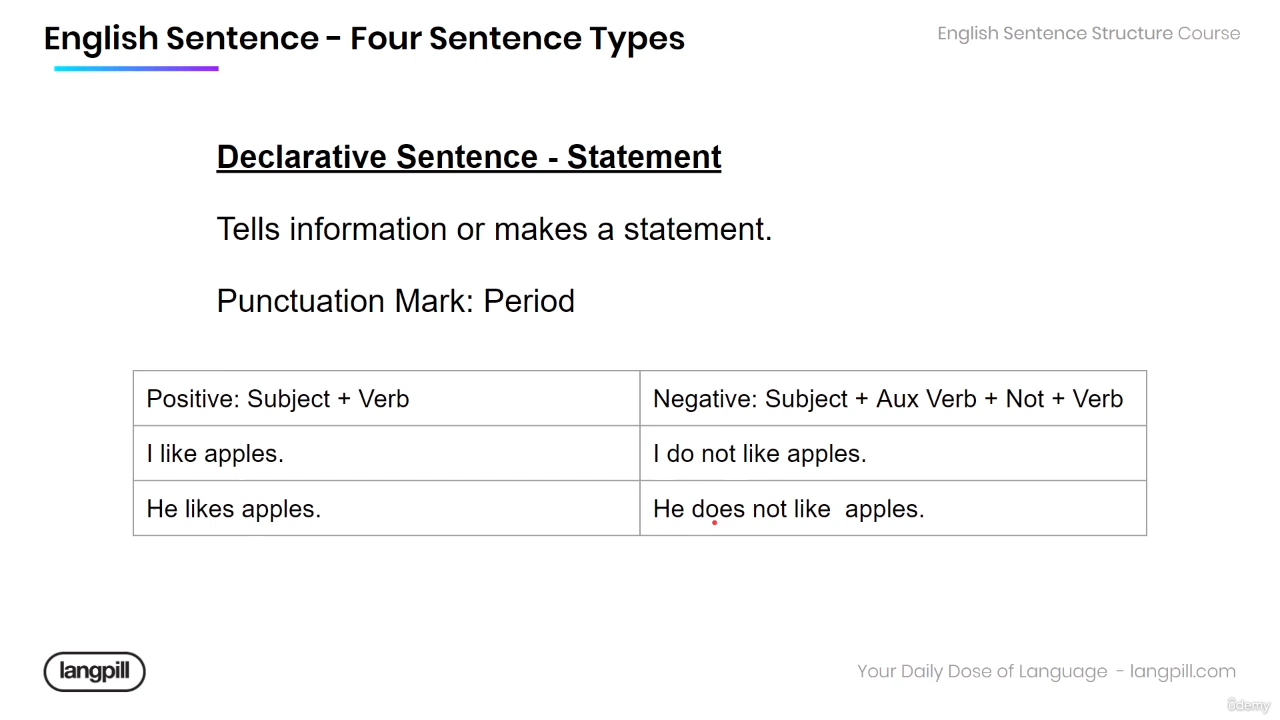 English Sentence - Four Sentence Types
English Sentence Structure Course
Declarative Sentence - Statement
Tells information or makes a statement.
Punctuation Mark: Period
Positive: Subject + Verb
Negative: Subject + Aux Verb + Not + Verb
I like apples.
I do not like apples.
He likes apples.
He does not like  apples.
langpill
Your Daily Dose of Language - langpill.com
ûdemy